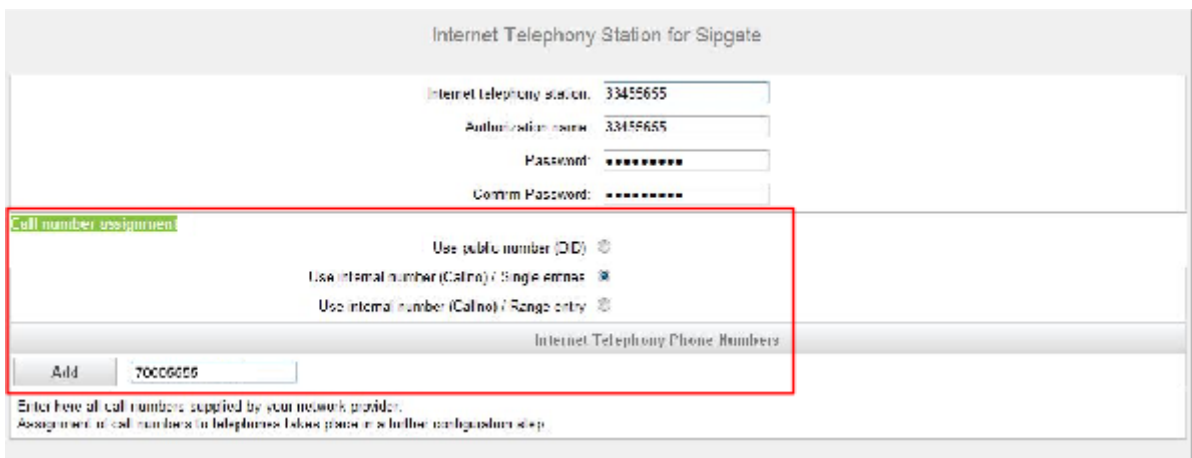 Internet Telephony Station for Sipgate
Internet telephony station: 33455655
Authorization name: 33455655
Password:
Confirm Password:
Call number assignment
Use public number (DID)
Use internal number (Callno) / Single entries
Use internal number (Callno) / Range entry
Internet Telephony Phone Numbers
Add
Enter here all call numbers supplied by your network provider.
Assignment of call numbers to telephones takes place in a further configuration step